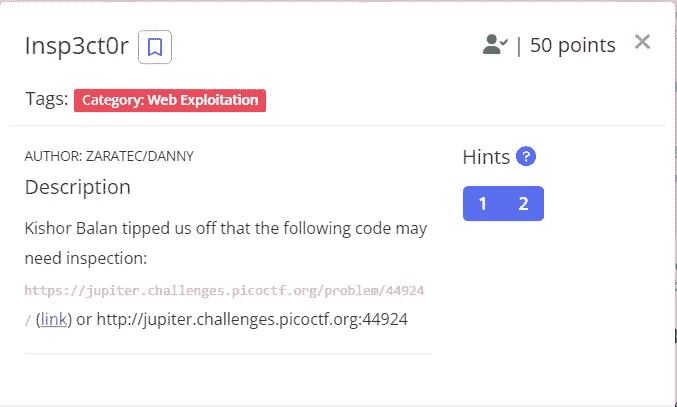 Insp3ct0r
| 50 points ×
Tags: Category: Web Exploitation
AUTHOR: ZARATEC/DANNY
Hints ?
1 2
Description
Kishor Balan tipped us off that the following code may
need inspection:
https://jupiter.challenges.picoctf.org/problem/44924
/ (link) or http://jupiter.challenges.picoctf.org:44924